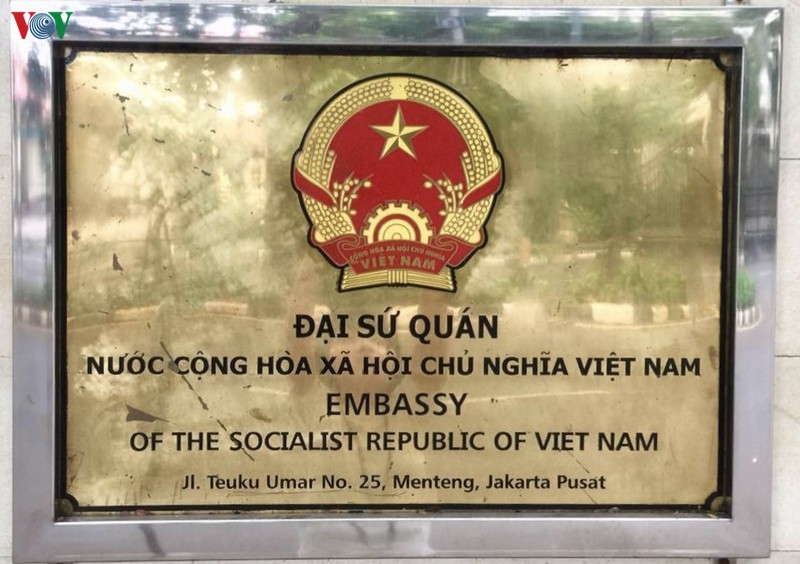 VOV
CỘNG HÒA XÃ HỘI CHỦ NGHĨA
VIỆT NAM
ĐẠI SỨ QUÁN
NƯỚC CỘNG HÒA XÃ HỘI CHỦ NGHĨA VIỆT NAM
EMBASSY
OF THE SOCIALIST REPUBLIC OF VIET NAM
Jl. Teuku Umar No. 25, Menteng, Jakarta Pusat